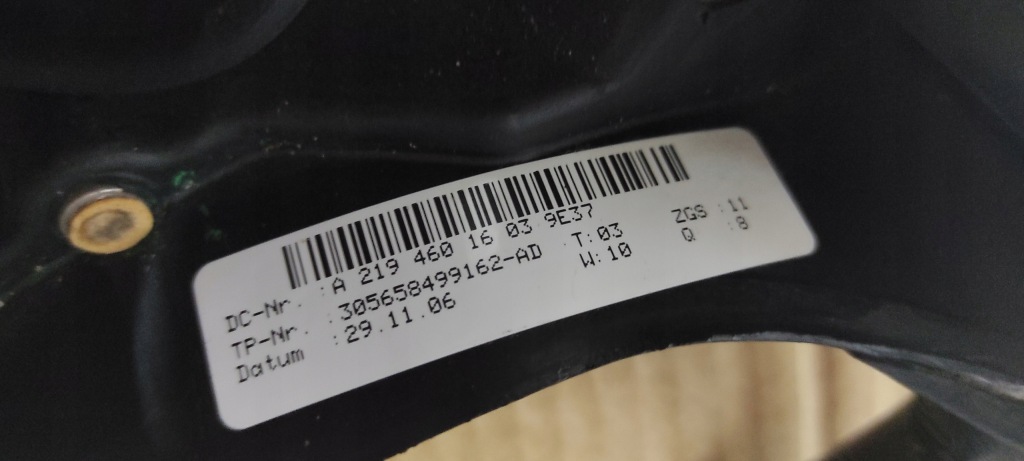 DC-Nr. :A 219 460 16 03 9E37
TP-Nr. :305658499162-AD T:03 ZGS :11
Datum :29.11.06 W:10 Q :8